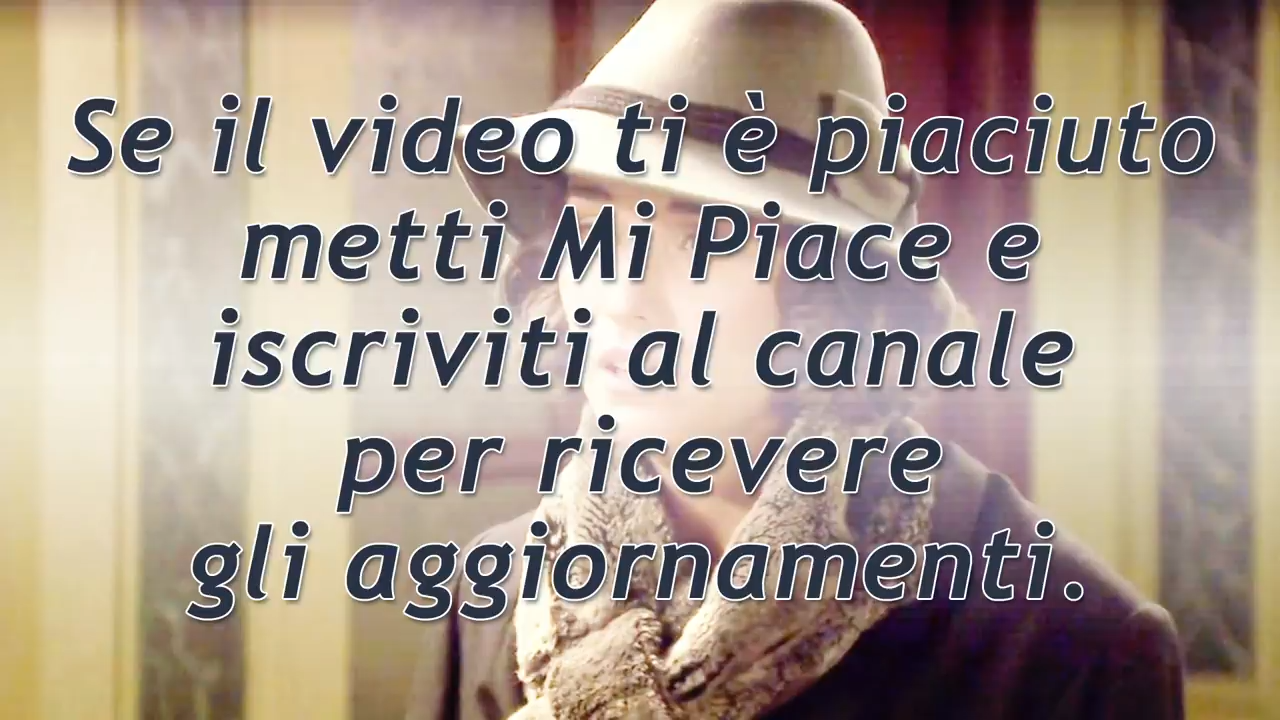 Se il video ti è piaciuto
metti Mi Piace e
iscriviti al canale
per ricevere
gli aggiornamenti.